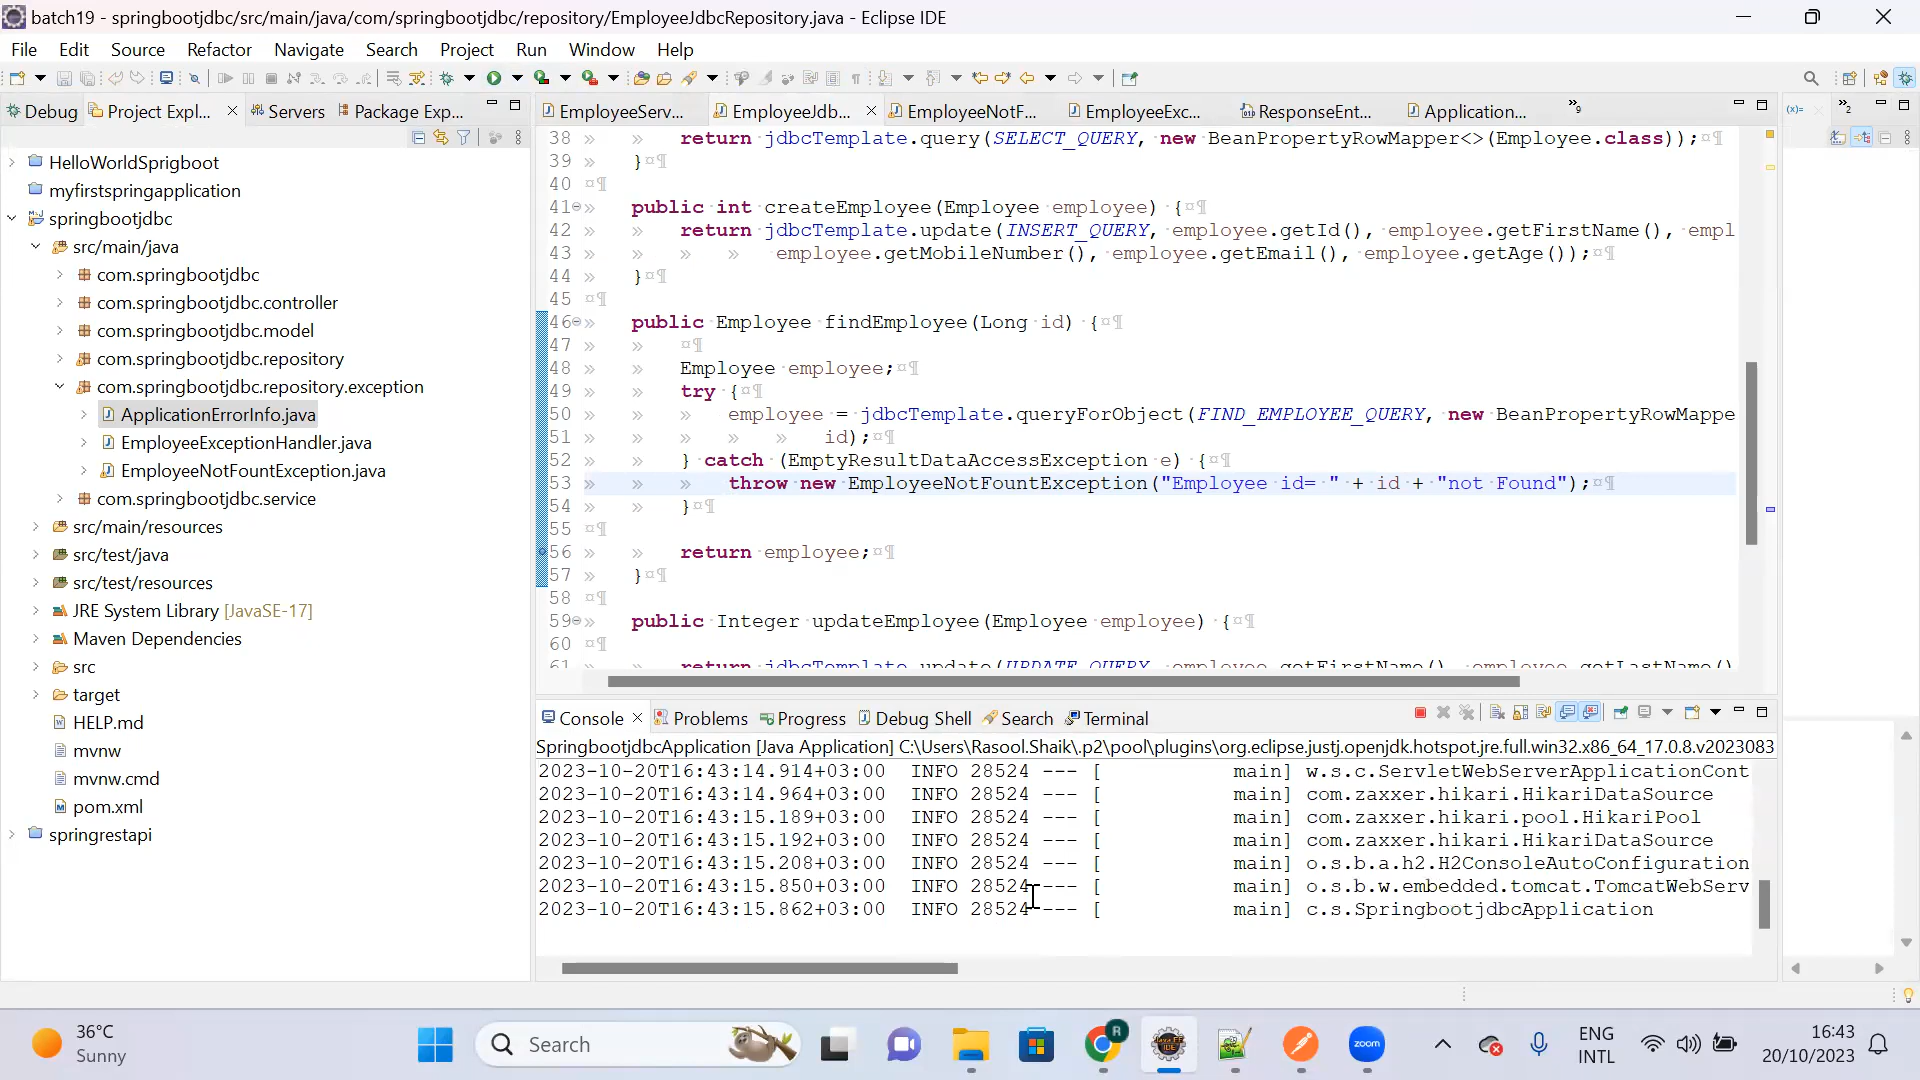 batch19 - springbootjdbc/src/main/java/com/springbootjdbc/repository/EmployeeJdbcRepository.java - Eclipse IDE
File Edit Source Refactor Navigate Search Project Run Window Help
Debug Project Expl... Servers Package Exp...
EmployeeServ... EmployeeJdb... EmployeeNotF... EmployeeExc... ResponseEnt... Application... 9
2
HelloWorldSprigboot
myfirstspringapplication
springbootjdbc
src/main/java
com.springbootjdbc
com.springbootjdbc.controller
com.springbootjdbc.model
com.springbootjdbc.repository
com.springbootjdbc.repository.exception
ApplicationErrorInfo.java
EmployeeExceptionHandler.java
EmployeeNotFountException.java
com.springbootjdbc.service
src/main/resources
src/test/java
src/test/resources
JRE System Library [JavaSE-17]
Maven Dependencies
src
target
HELP.md
mvnw
mvnw.cmd
pom.xml
springrestapi
38 return jdbcTemplate.query(SELECT_QUERY, new BeanPropertyRowMapper<>(Employee.class));
39 }
40
41 public int createEmployee(Employee employee) {
42 return jdbcTemplate.update(INSERT_QUERY, employee.getId(), employee.getFirstName(), empl
43 employee.getMobileNumber(), employee.getEmail(), employee.getAge());
44 }
45
46 public Employee findEmployee(Long id) {
47
48 Employee employee;
49 try {
50 employee = jdbcTemplate.queryForObject(FIND_EMPLOYEE_QUERY, new BeanPropertyRowMappe
51 id);
52 } catch (EmptyResultDataAccessException e) {
53 throw new EmployeeNotFountException("Employee id= " + id + "not Found");
54 }
55
56 return employee;
57 }
58
59 public Integer updateEmployee(Employee employee) {
60
61 return jdbcTemplate.update(UPDATE_QUERY, employee.getFirstName(), employee.getLastName()
Console Problems Progress Debug Shell Search Terminal
SpringbootjdbcApplication [Java Application] C:\Users\Rasool.Shaik\.p2\pool\plugins\org.eclipse.justj.openjdk.hotspot.jre.full.win32.x86_64_17.0.8.v2023083
2023-10-20T16:43:14.914+03:00 INFO 28524 --- [ main] w.s.c.ServletWebServerApplicationCont
2023-10-20T16:43:14.964+03:00 INFO 28524 --- [ main] com.zaxxer.hikari.HikariDataSource
2023-10-20T16:43:15.189+03:00 INFO 28524 --- [ main] com.zaxxer.hikari.pool.HikariPool
2023-10-20T16:43:15.192+03:00 INFO 28524 --- [ main] com.zaxxer.hikari.HikariDataSource
2023-10-20T16:43:15.208+03:00 INFO 28524 --- [ main] o.s.b.a.h2.H2ConsoleAutoConfiguration
2023-10-20T16:43:15.850+03:00 INFO 28524 --- [ main] o.s.b.w.embedded.tomcat.TomcatWebServ
2023-10-20T16:43:15.862+03:00 INFO 28524 --- [ main] c.s.SpringbootjdbcApplication
36°C
Sunny
Search
R
zoom
ENG
INTL
16:43
20/10/2023